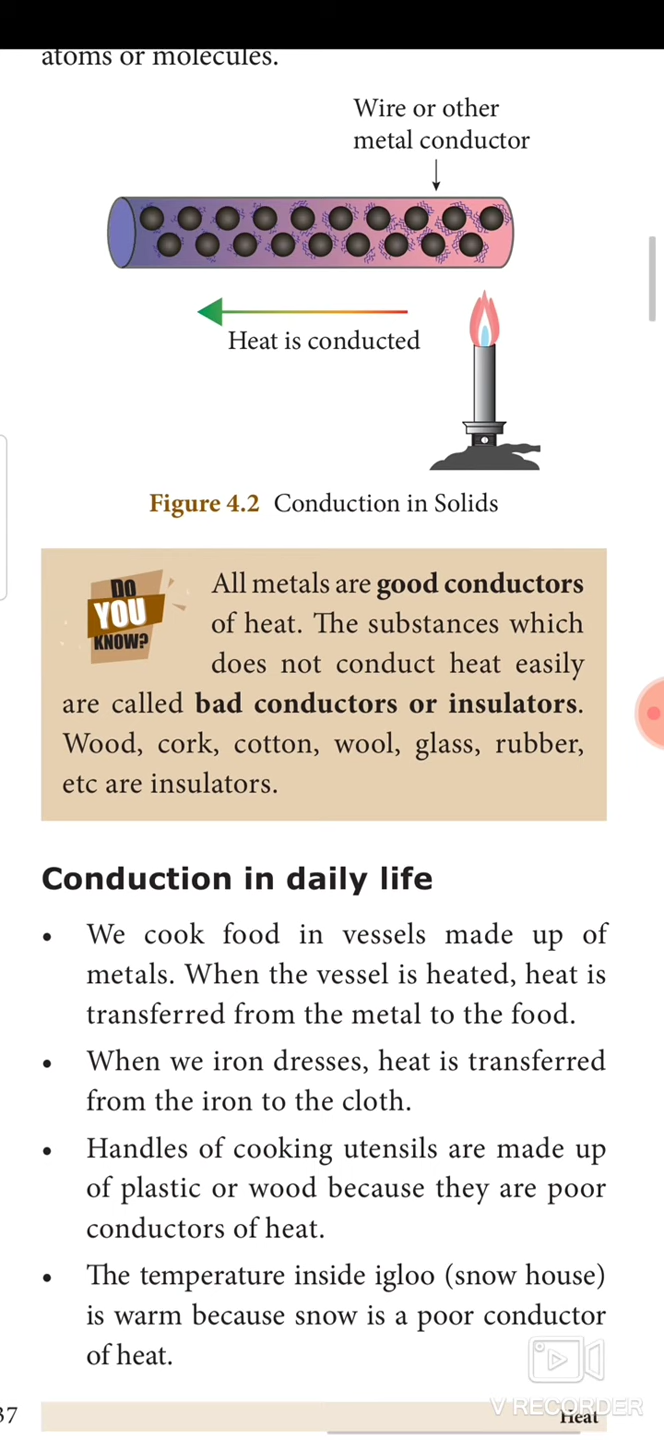 atoms or molecules.
Wire or other
metal conductor
Heat is conducted
Figure 4.2 Conduction in Solids
DO
YOU
KNOW?
All metals are good conductors
of heat. The substances which
does not conduct heat easily
are called bad conductors or insulators.
Wood, cork, cotton, wool, glass, rubber,
etc are insulators.
Conduction in daily life
• We cook food in vessels made up of
metals. When the vessel is heated, heat is
transferred from the metal to the food.
• When we iron dresses, heat is transferred
from the iron to the cloth.
• Handles of cooking utensils are made up
of plastic or wood because they are poor
conductors of heat.
• The temperature inside igloo (snow house)
is warm because snow is a poor conductor
of heat.
V RECORDER
37
Heat